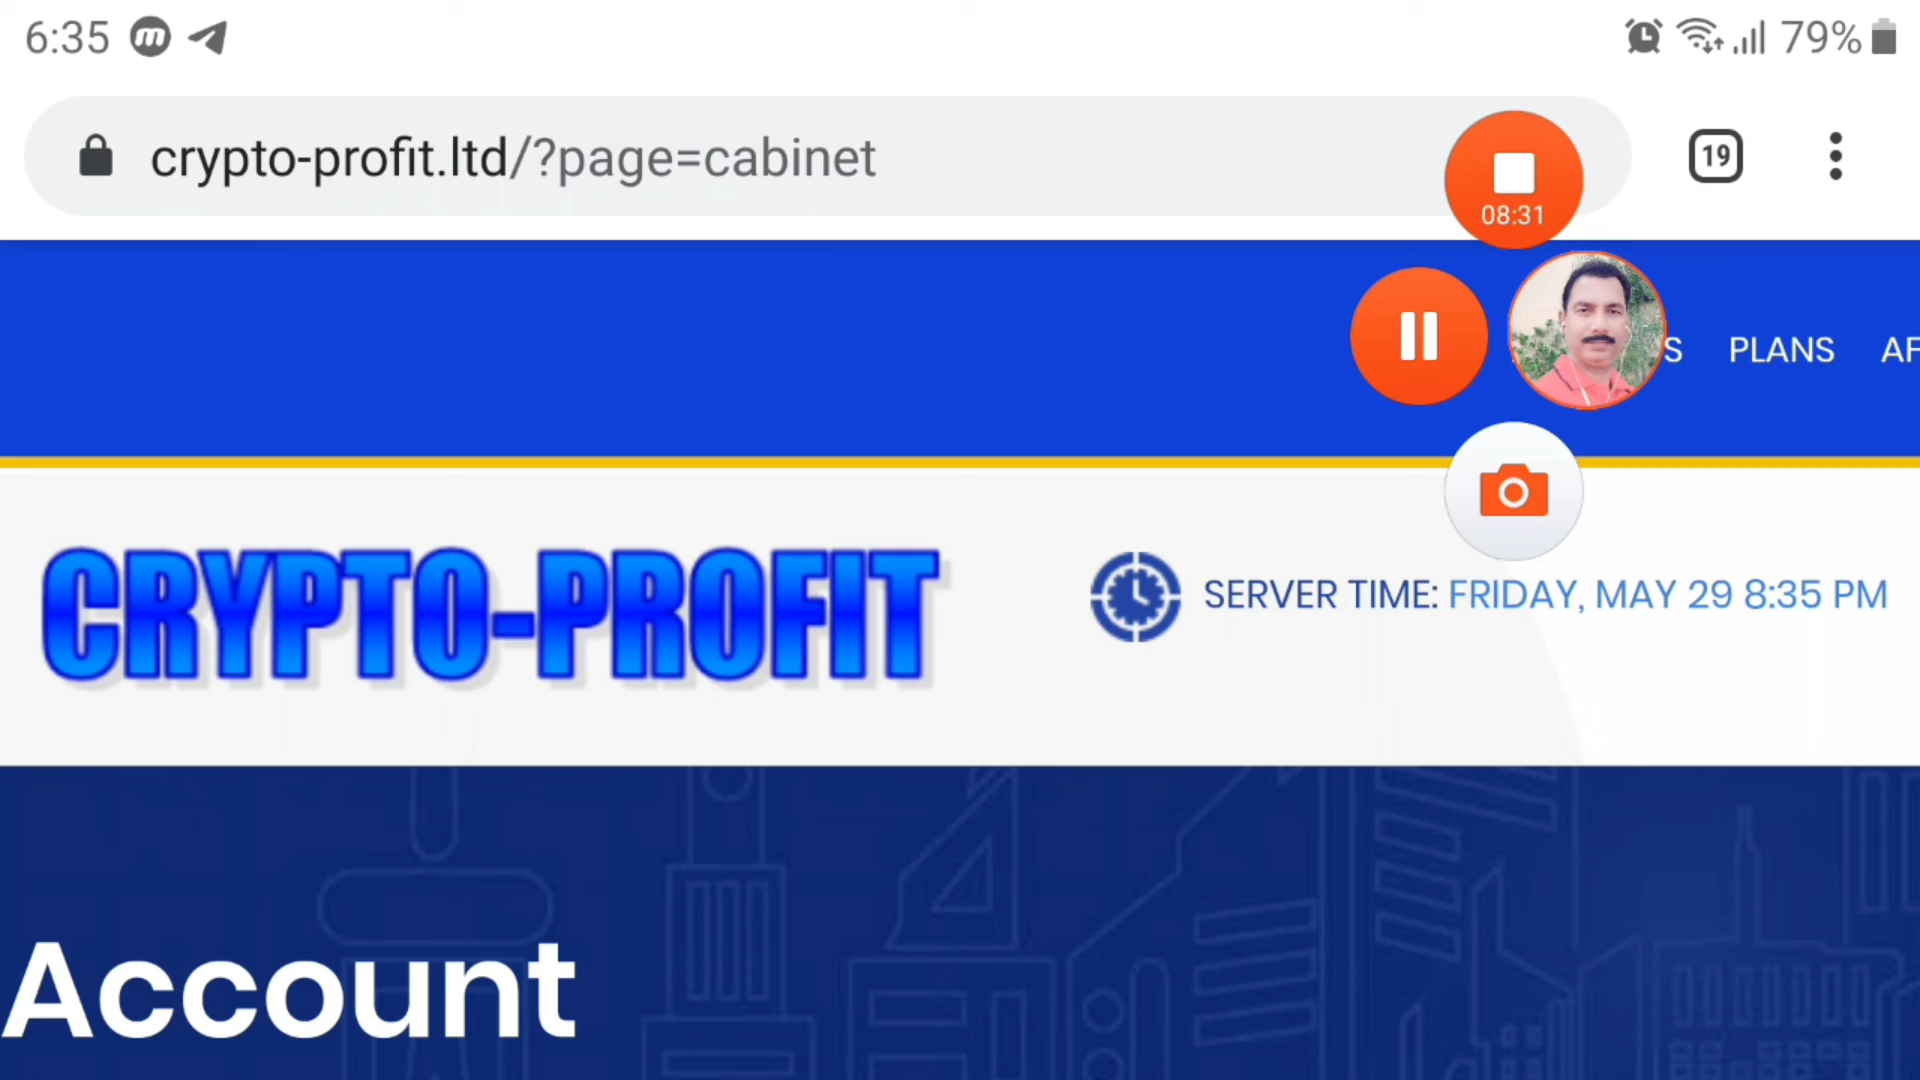 6:35 79%
crypto-profit.ltd/?page=cabinet
19
08:31
S PLANS AF
CRYPTO-PROFIT
SERVER TIME: FRIDAY, MAY 29 8:35 PM
Account